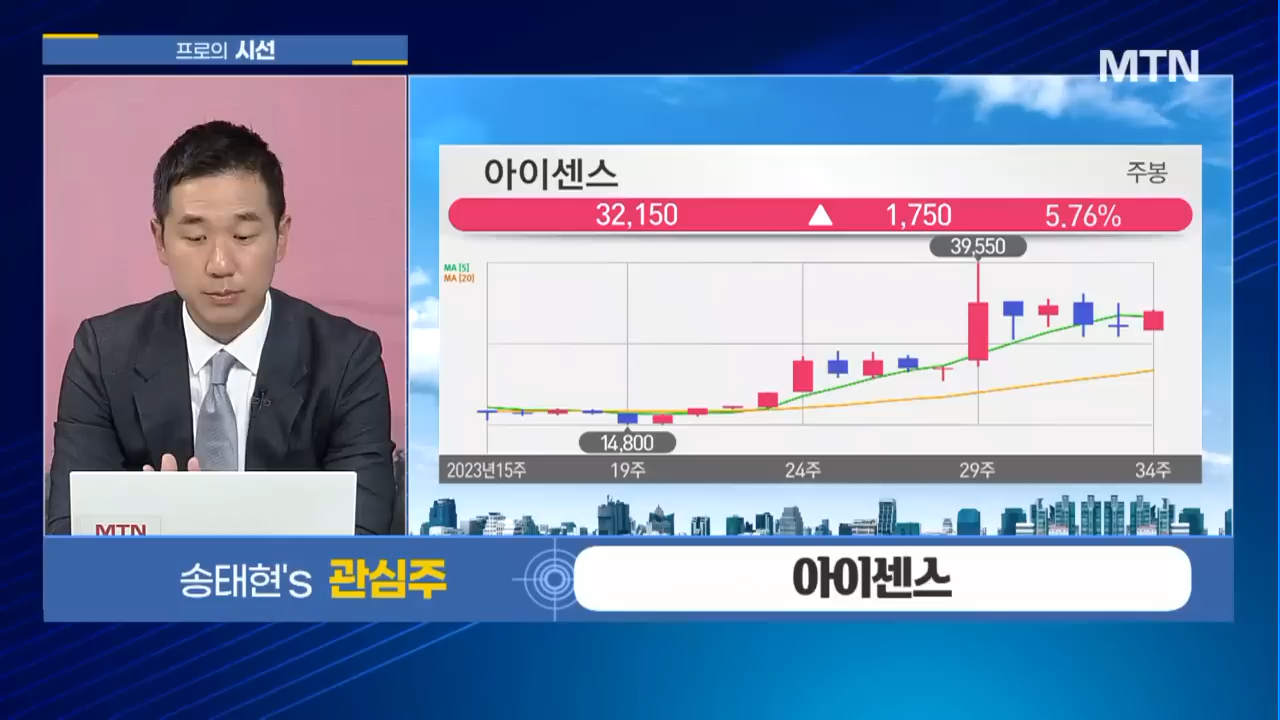 프로의 시선
MTN
아이센스
주봉
32,150 ▲ 1,750 5.76%
39,550
MA [5]
MA [20]
14,800
2023년15주 19주 24주 29주 34주
MTN
송태현's 관심주
아이센스